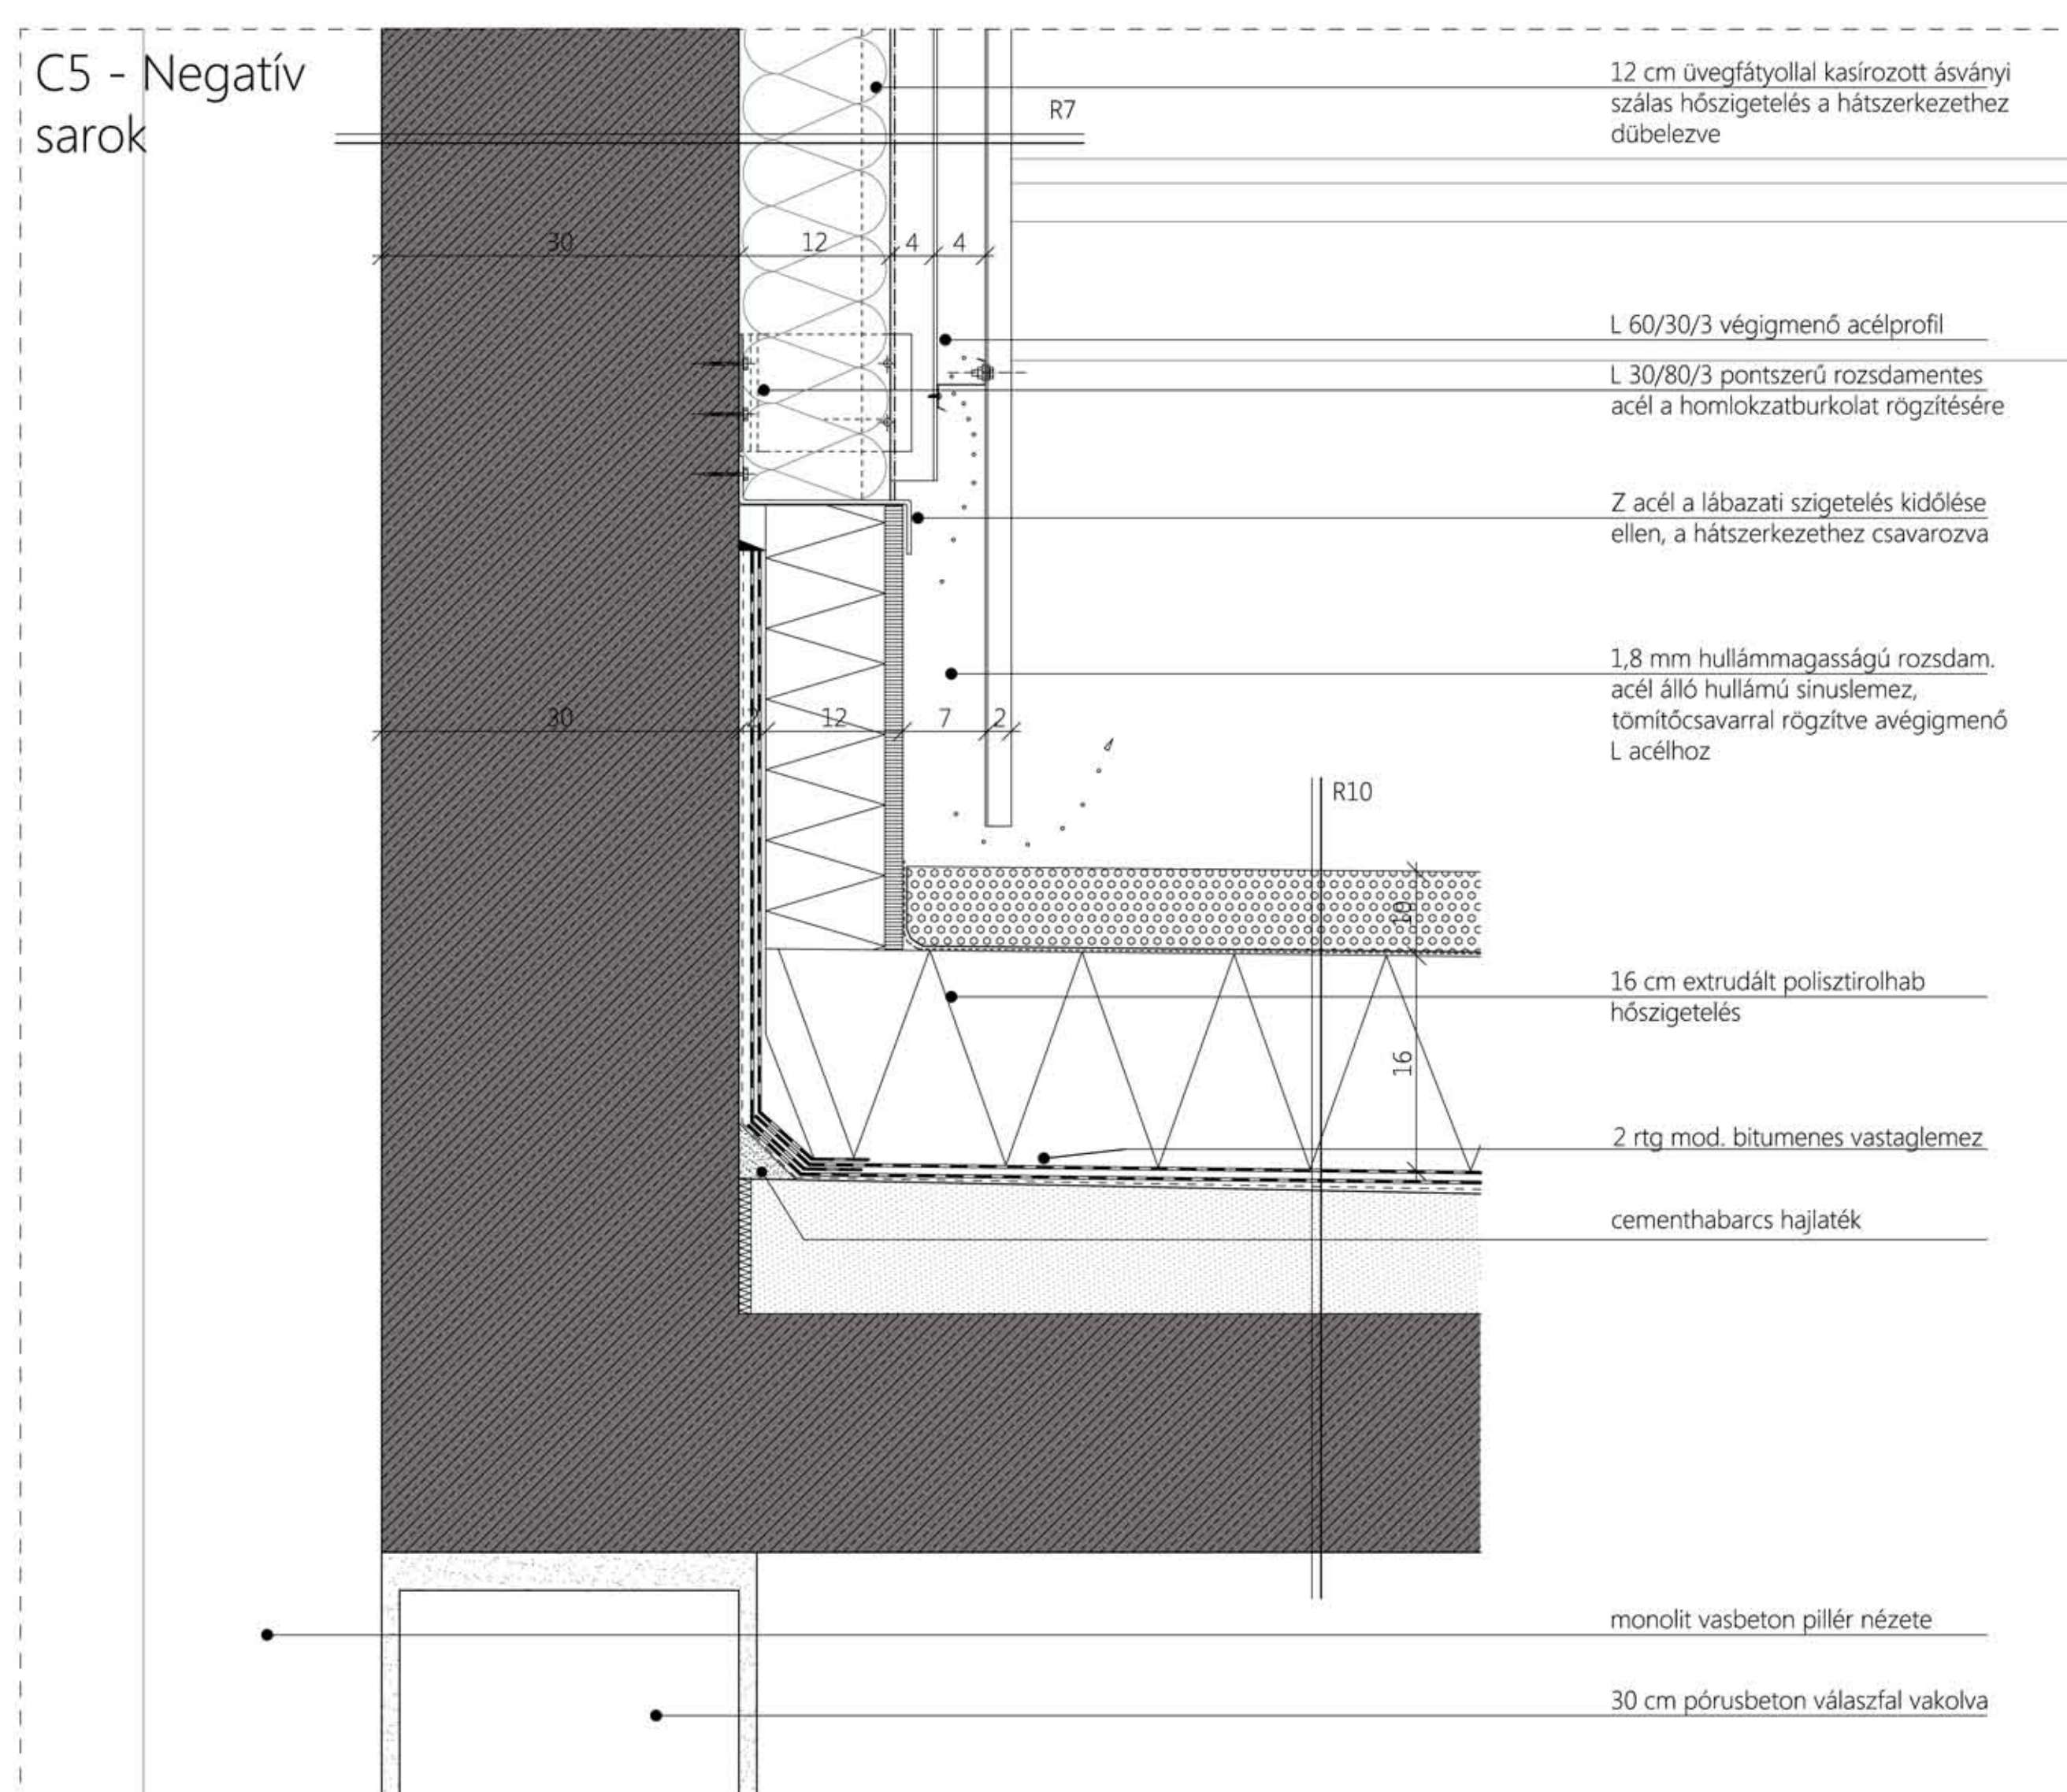 C5 - Negatív
sarok
12 cm üvegfátyollal kasírozott ásványi
szálas hőszigetelés a hátszerkezethez
dübelezve
R7
30
12
4
4
L 60/30/3 végigmenő acélprofil
L 30/80/3 pontszerű rozsdamentes
acél a homlokzatburkolat rögzítésére
Z acél a lábazati szigetelés kidőlése
ellen, a hátszerkezethez csavarozva
1,8 mm hullámmagasságú rozsdam.
acél álló hullámú sinuslemez,
tömítőcsavarral rögzítve avégigmenő
L acélhoz
30
12
7
2
R10
10
16 cm extrudált polisztirolhab
hőszigetelés
16
2 rtg mod. bitumenes vastaglemez
cementhabarcs hajlaték
monolit vasbeton pillér nézete
30 cm pórusbeton válaszfal vakolva